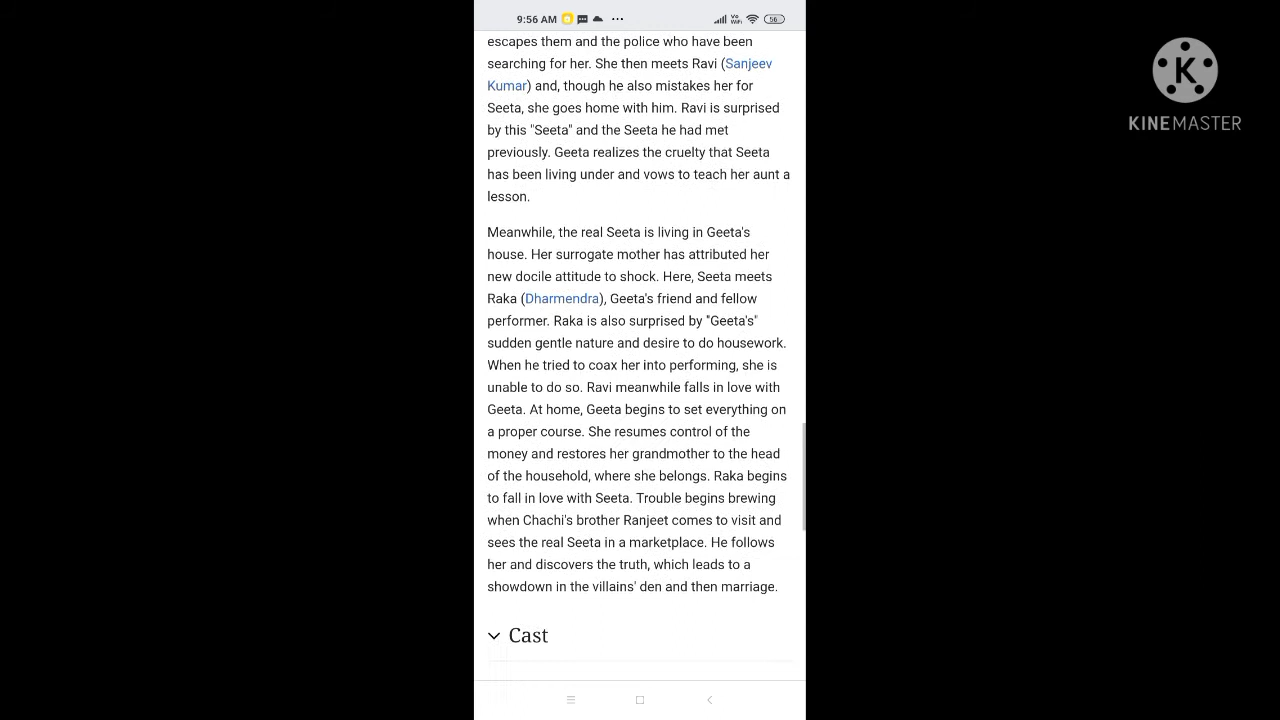 9:56 AM
Vo
WiFi
56
escapes them and the police who have been
searching for her. She then meets Ravi (Sanjeev
Kumar) and, though he also mistakes her for
Seeta, she goes home with him. Ravi is surprised
by this "Seeta" and the Seeta he had met
previously. Geeta realizes the cruelty that Seeta
has been living under and vows to teach her aunt a
lesson.
Meanwhile, the real Seeta is living in Geeta's
house. Her surrogate mother has attributed her
new docile attitude to shock. Here, Seeta meets
Raka (Dharmendra), Geeta's friend and fellow
performer. Raka is also surprised by "Geeta's"
sudden gentle nature and desire to do housework.
When he tried to coax her into performing, she is
unable to do so. Ravi meanwhile falls in love with
Geeta. At home, Geeta begins to set everything on
a proper course. She resumes control of the
money and restores her grandmother to the head
of the household, where she belongs. Raka begins
to fall in love with Seeta. Trouble begins brewing
when Chachi's brother Ranjeet comes to visit and
sees the real Seeta in a marketplace. He follows
her and discovers the truth, which leads to a
showdown in the villains' den and then marriage.
Cast
K
KINEMASTER